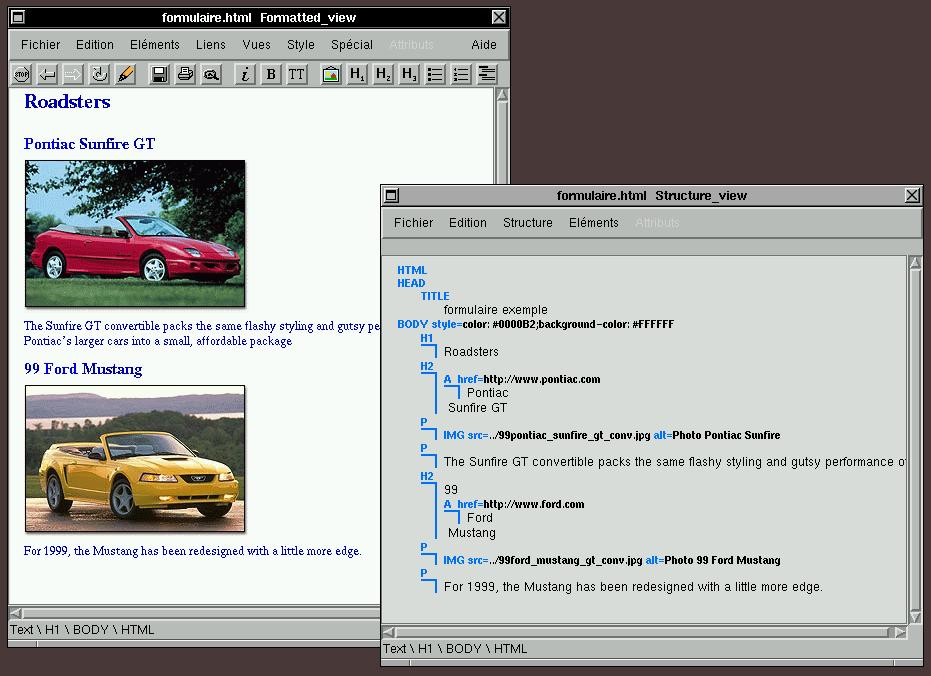 formulaire.html Formatted_view
Fichier Edition Eléments Liens Vues Style Spécial Attributs Aide
STOP i B TT H1 H2 H3
Roadsters
Pontiac Sunfire GT
The Sunfire GT convertible packs the same flashy styling and gutsy pe
Pontiac's larger cars into a small, affordable package
99 Ford Mustang
For 1999, the Mustang has been redesigned with a little more edge.
Text \ H1 \ BODY \ HTML
formulaire.html Structure_view
Fichier Edition Structure Eléments Attributs
HTML
HEAD
TITLE
formulaire exemple
BODY style=color: #0000B2;background-color: #FFFFFF
H1
Roadsters
H2
A href=http://www.pontiac.com
Pontiac
Sunfire GT
P
IMG src=../99pontiac_sunfire_gt_conv.jpg alt=Photo Pontiac Sunfire
P
The Sunfire GT convertible packs the same flashy styling and gutsy performance o
H2
99
A href=http://www.ford.com
Ford
Mustang
P
IMG src=../99ford_mustang_gt_conv.jpg alt=Photo 99 Ford Mustang
P
For 1999, the Mustang has been redesigned with a little more edge.
Text \ H1 \ BODY \ HTML